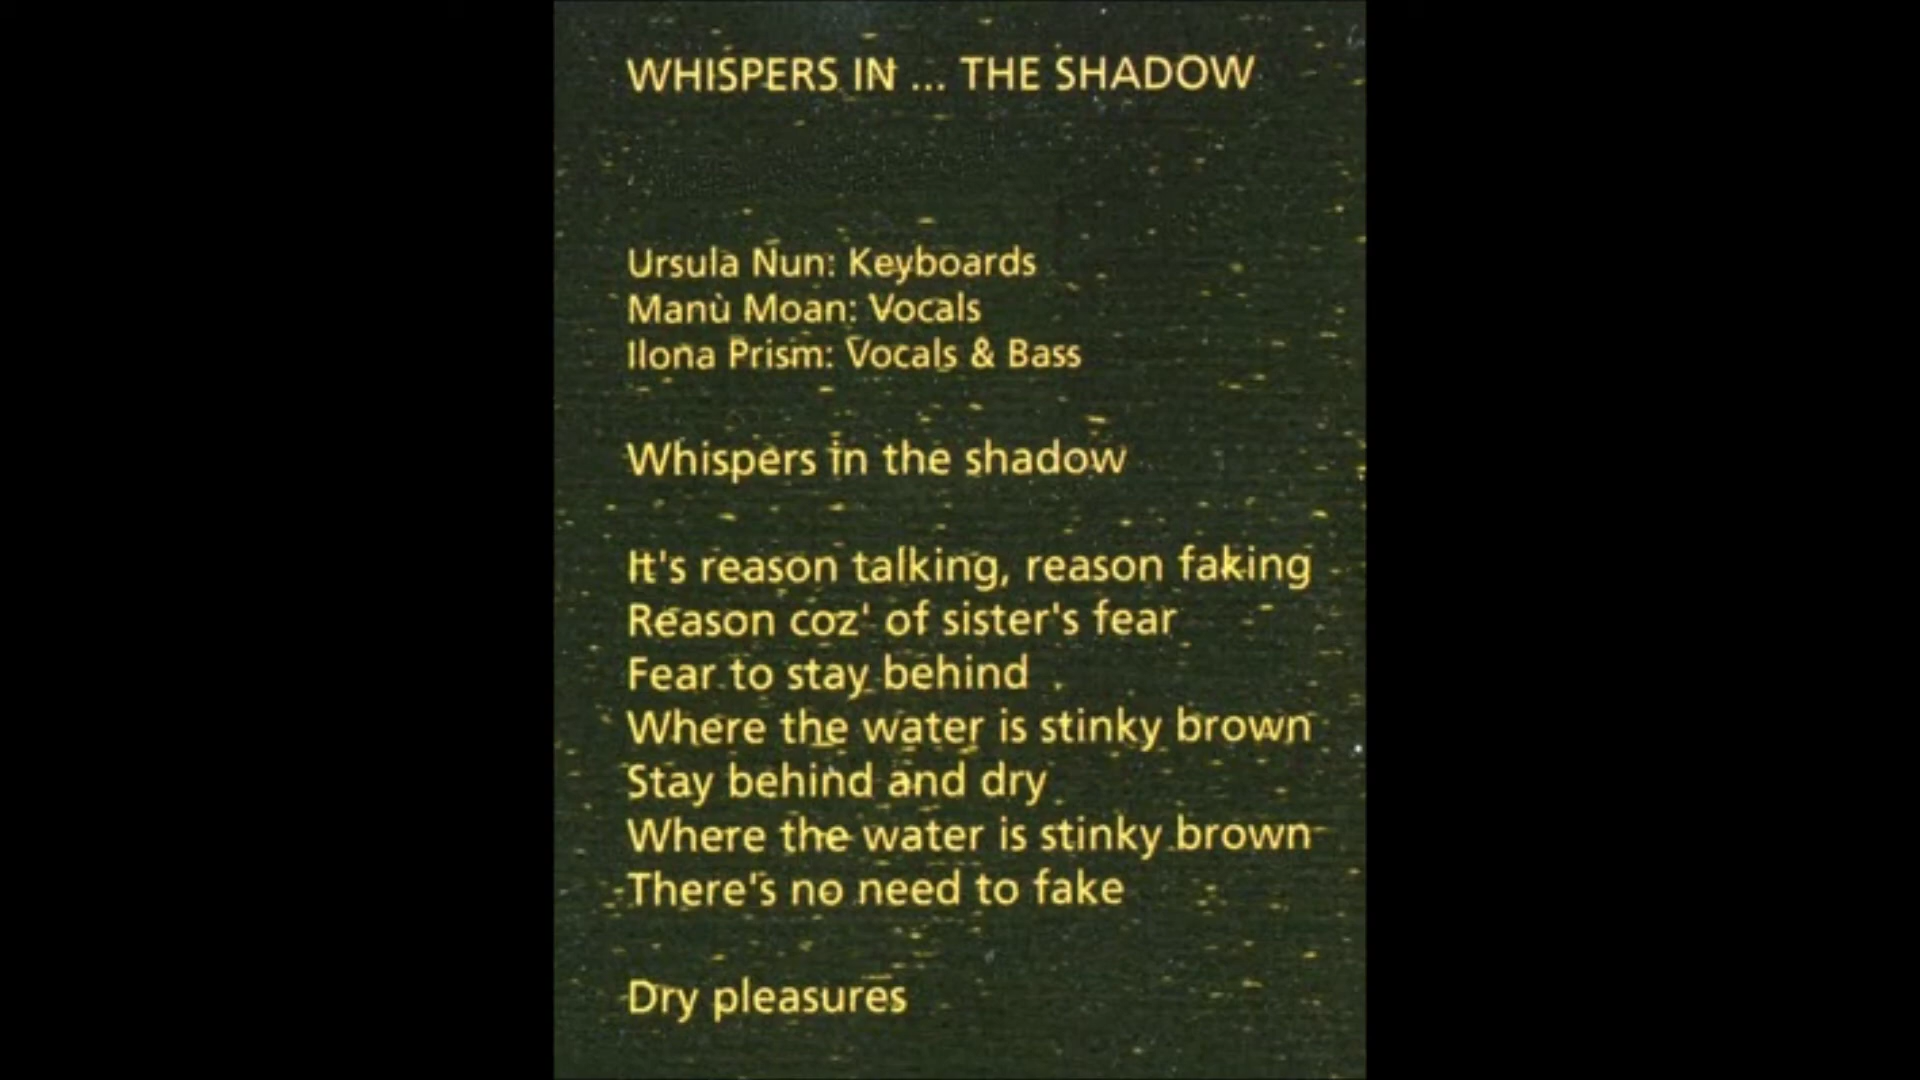 WHISPERS IN ... THE SHADOW
Ursula Nun: Keyboards
Manù Moan: Vocals
Ilona Prism: Vocals & Bass
Whispers in the shadow
It's reason talking, reason faking
Reason coz' of sister's fear
Fear to stay behind
Where the water is stinky brown
Stay behind and dry
Where the water is stinky brown
There's no need to fake
Dry pleasures